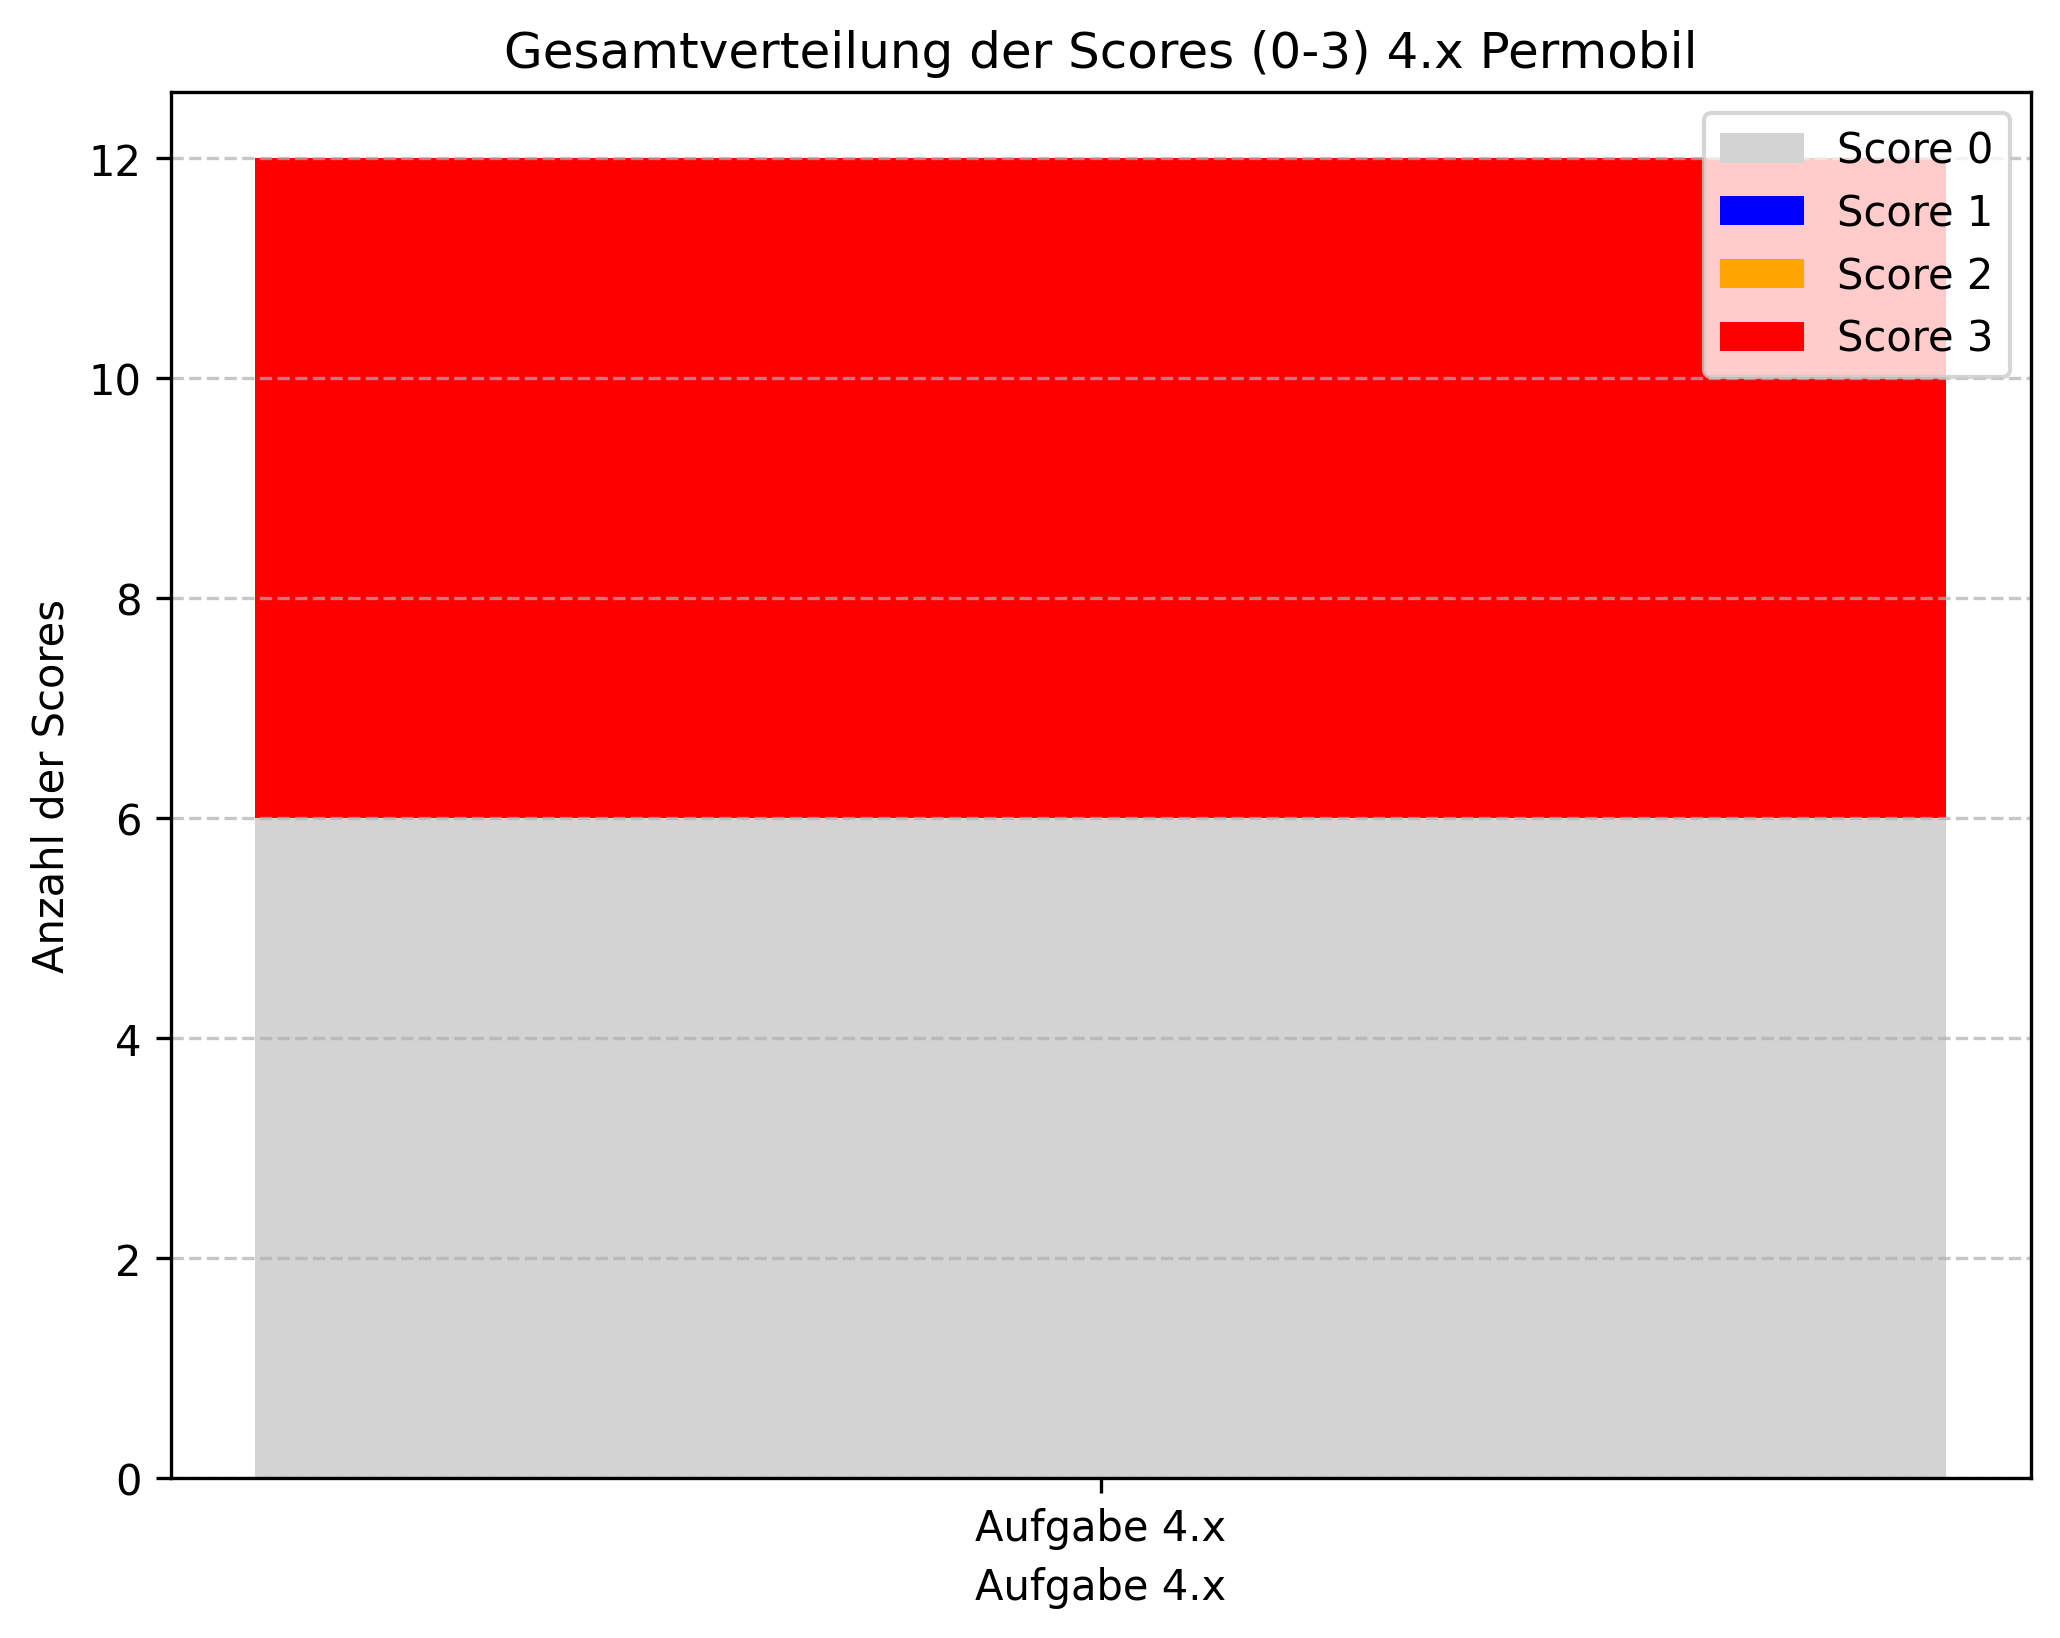 Gesamtverteilung der Scores (0-3) 4.x Permobil
Score 0
Score 1
Score 2
Score 3
Anzahl der Scores
12
10
8
6
4
2
0
Aufgabe 4.x
Aufgabe 4.x